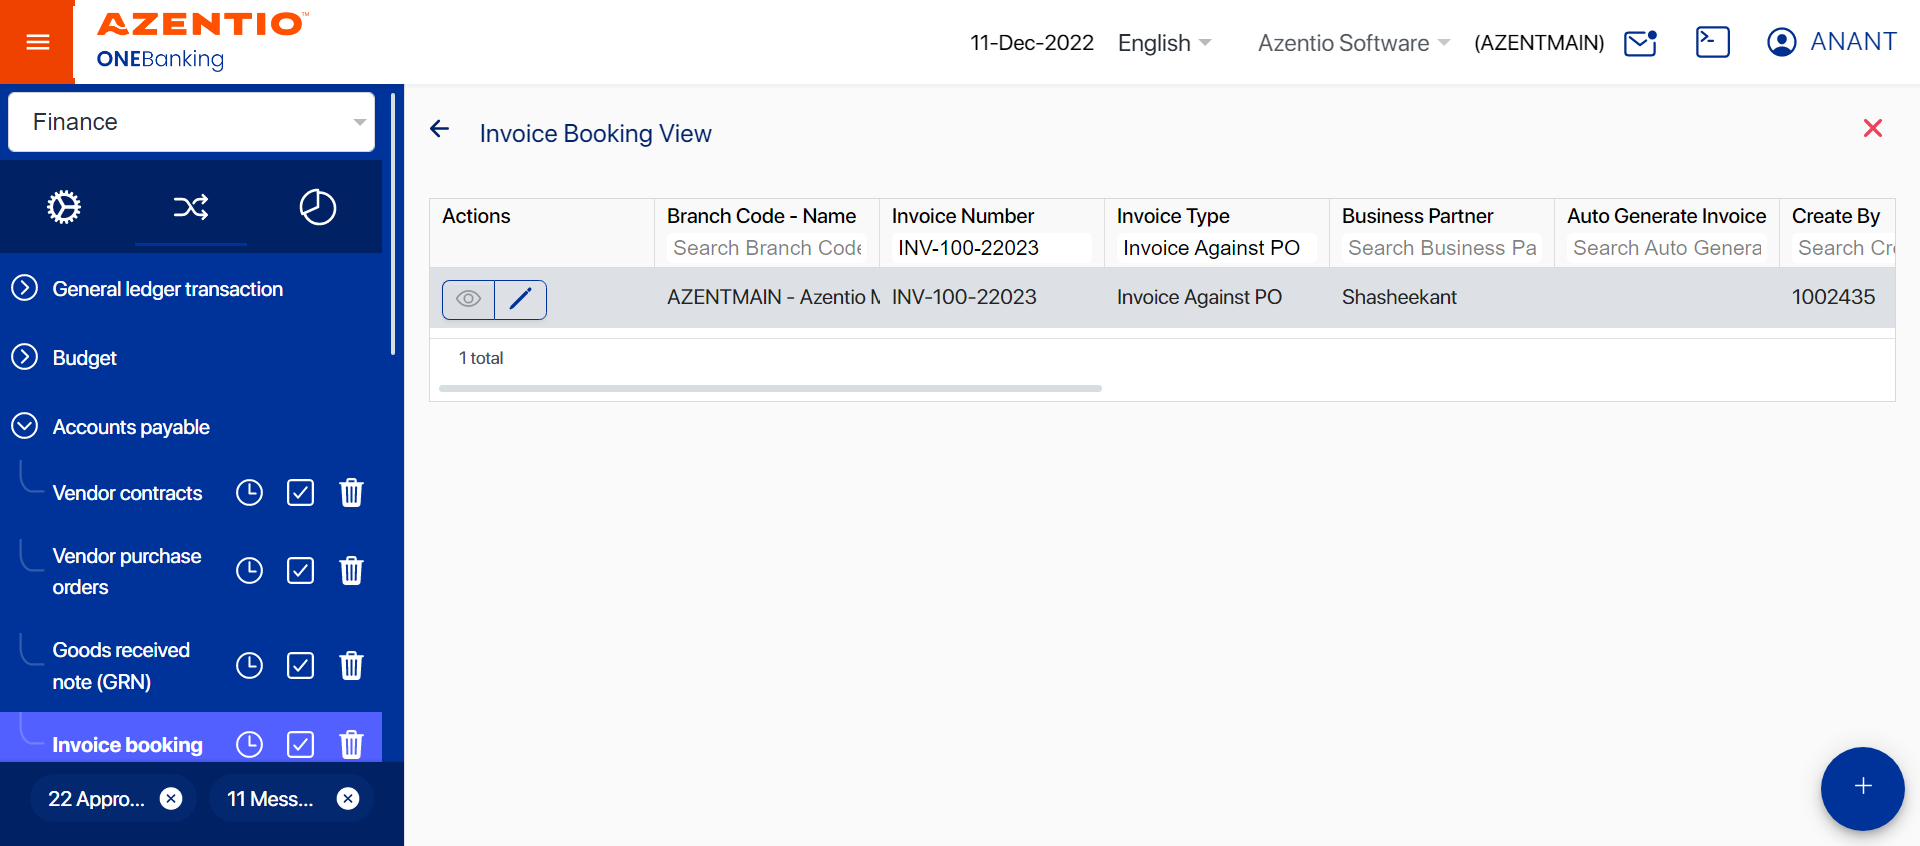 AZENTIO™
ONEBanking
11-Dec-2022
English
Azentio Software
(AZENTMAIN)
ANANT
Finance
General ledger transaction
Budget
Accounts payable
Vendor contracts
Vendor purchase
orders
Goods received
note (GRN)
Invoice booking
22 Appro...
11 Mess...
Invoice Booking View
Actions
Branch Code - Name
Invoice Number
Invoice Type
Business Partner
Auto Generate Invoice
Create By
Search Branch Code
INV-100-22023
Invoice Against PO
Search Business Pa
Search Auto Genera
Search Cr
AZENTMAIN - Azentio M
INV-100-22023
Invoice Against PO
Shasheekant
1002435
1 total